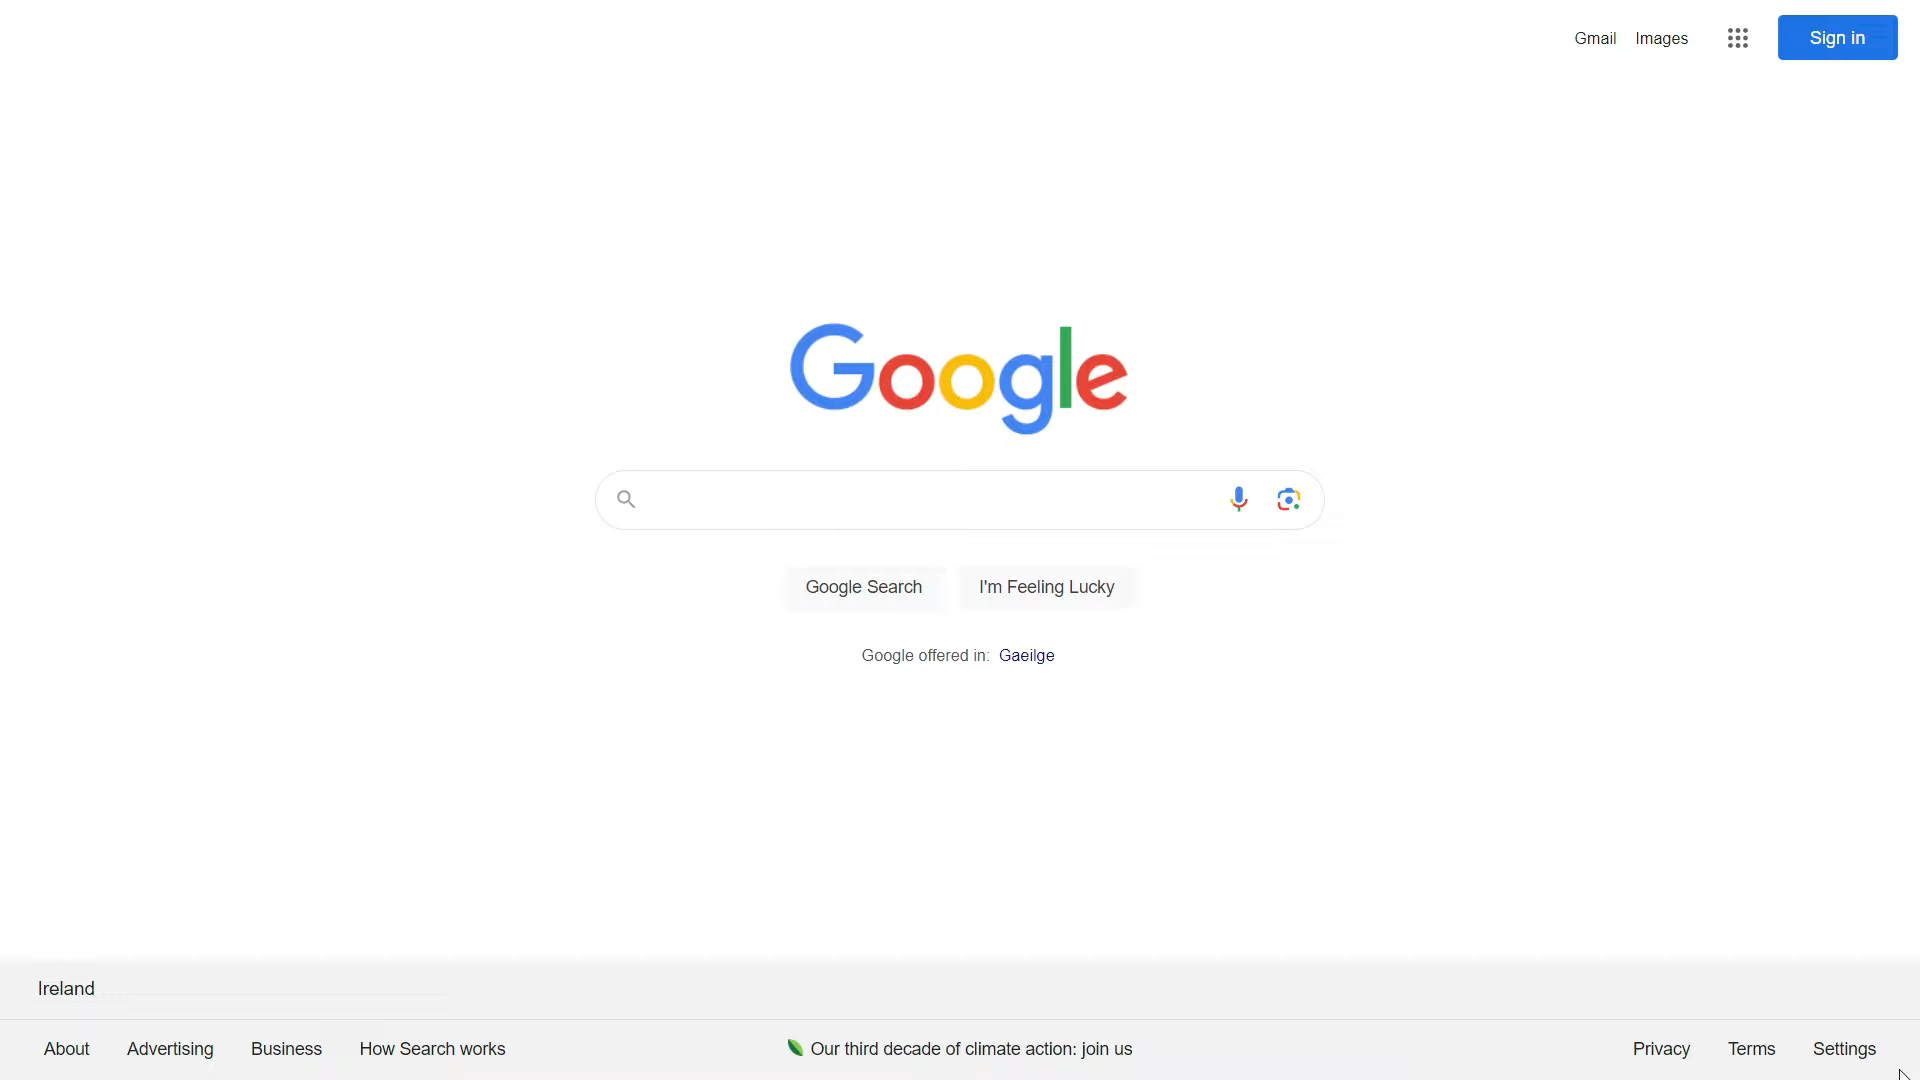 Gmail Images Sign in
Google
Google Search I'm Feeling Lucky
Google offered in: Gaeilge
Ireland
About Advertising Business How Search works Our third decade of climate action: join us Privacy Terms Settings